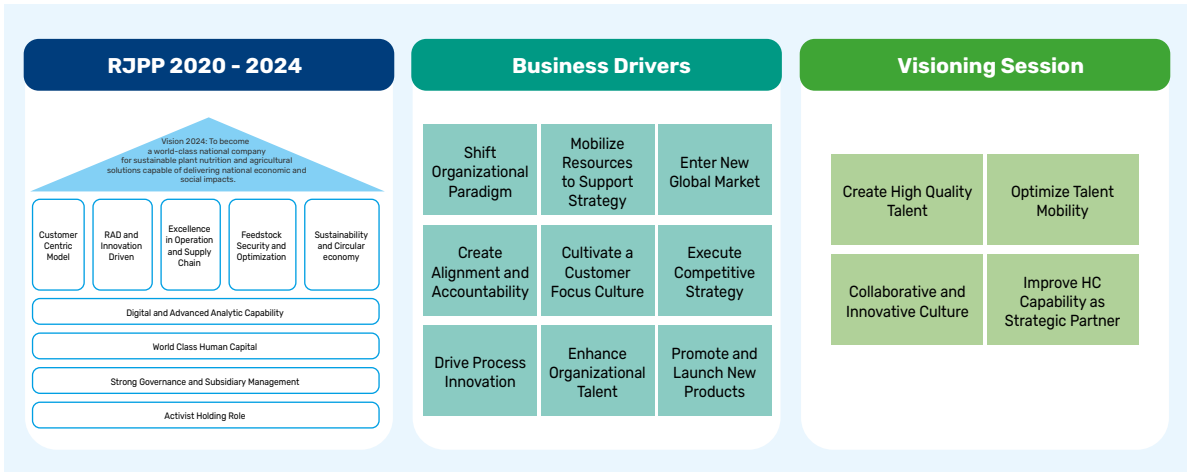 RJPP 2020 - 2024
Vision 2024: To become
a world-class national company
for sustainable plant nutrition and agricultural
solutions capable of delivering national economic and
social impacts.
Customer
Centric
Model
RAD and
Innovation
Driven
Excellence
in Operation
and Supply
Chain
Feedstock
Security and
Optimization
Sustainability
and Circular
economy
Digital and Advanced Analytic Capability
World Class Human Capital
Strong Governance and Subsidiary Management
Activist Holding Role
Business Drivers
Shift
Organizational
Paradigm
Mobilize
Resources
to Support
Strategy
Enter New
Global Market
Create
Alignment and
Accountability
Cultivate a
Customer
Focus Culture
Execute
Competitive
Strategy
Drive Process
Innovation
Enhance
Organizational
Talent
Promote and
Launch New
Products
Visioning Session
Create High Quality
Talent
Optimize Talent
Mobility
Collaborative and
Innovative Culture
Improve HC
Capability as
Strategic Partner